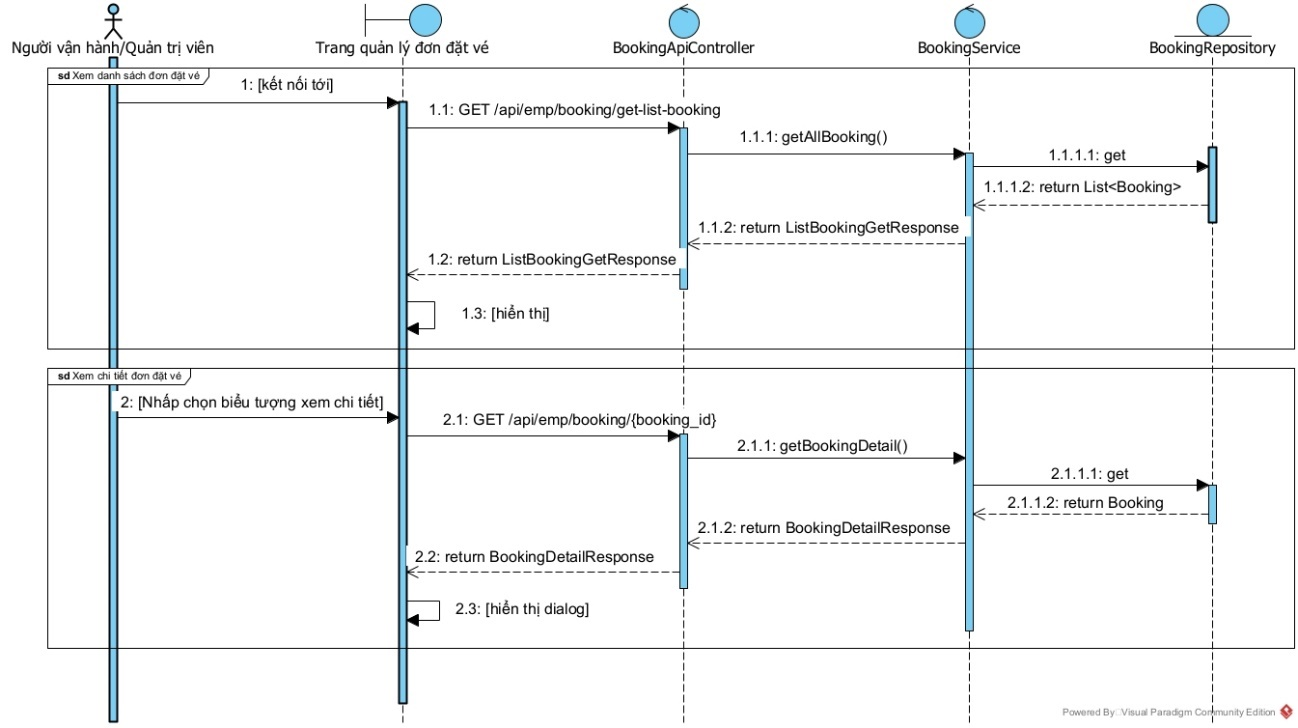 Người vận hành/Quản trị viên
Trang quản lý đơn đặt vé
BookingApiController
BookingService
BookingRepository
sd Xem danh sách đơn đặt vé
1: [kết nối tới]
1.1: GET /api/emp/booking/get-list-booking
1.1.1: getAllBooking()
1.1.1.1: get
1.1.1.2: return List<Booking>
1.1.2: return ListBookingGetResponse
1.2: return ListBookingGetResponse
1.3: [hiển thị]
sd Xem chi tiết đơn đặt vé
2: [Nhấp chọn biểu tượng xem chi tiết]
2.1: GET /api/emp/booking/{booking_id}
2.1.1: getBookingDetail()
2.1.1.1: get
2.1.1.2: return Booking
2.1.2: return BookingDetailResponse
2.2: return BookingDetailResponse
2.3: [hiển thị dialog]
Powered By Visual Paradigm Community Edition